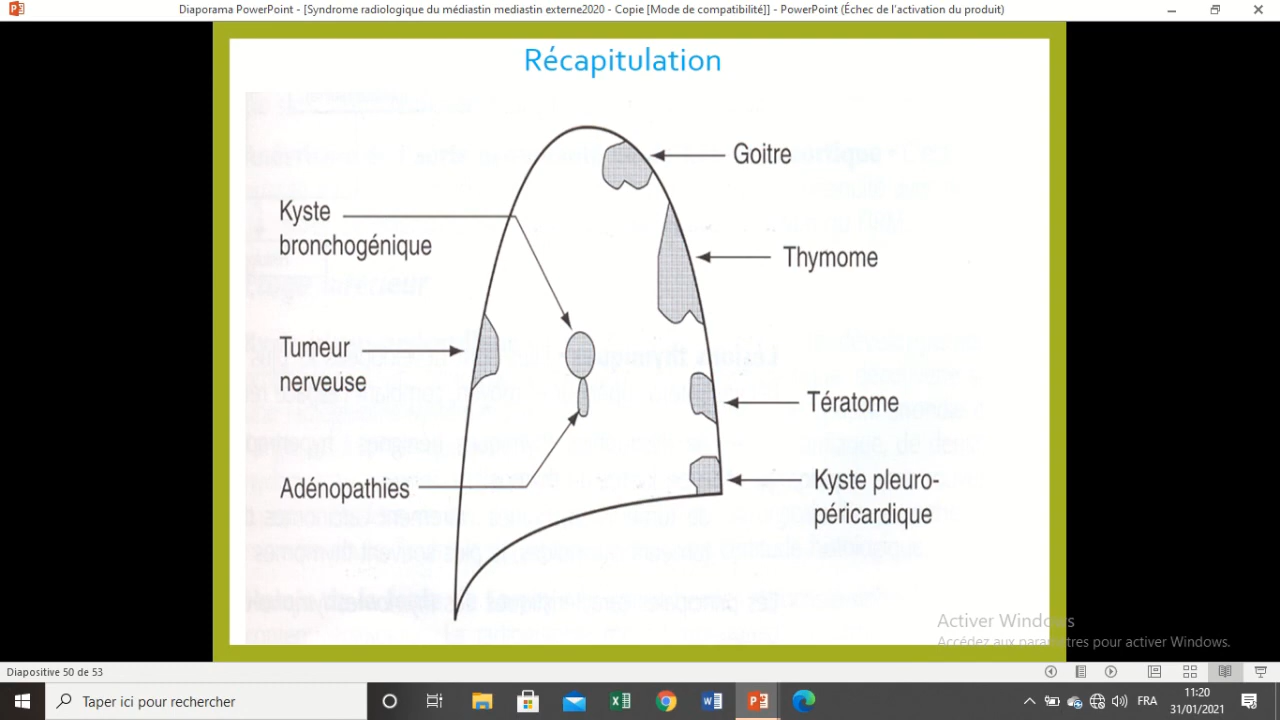 Diaporama PowerPoint - [Syndrome radiologique du médiastin mediastin externe2020 - Copie [Mode de compatibilité]] - PowerPoint (Échec de l'activation du produit)
Récapitulation
Goitre
Kyste
bronchogénique
Thymome
Tumeur
nerveuse
Tératome
Adénopathies
Kyste pleuro-
péricardique
Activer Windows
Accédez aux paramètres pour activer Windows.
Diapositive 50 de 53
Taper ici pour rechercher
FRA
11:20
31/01/2021